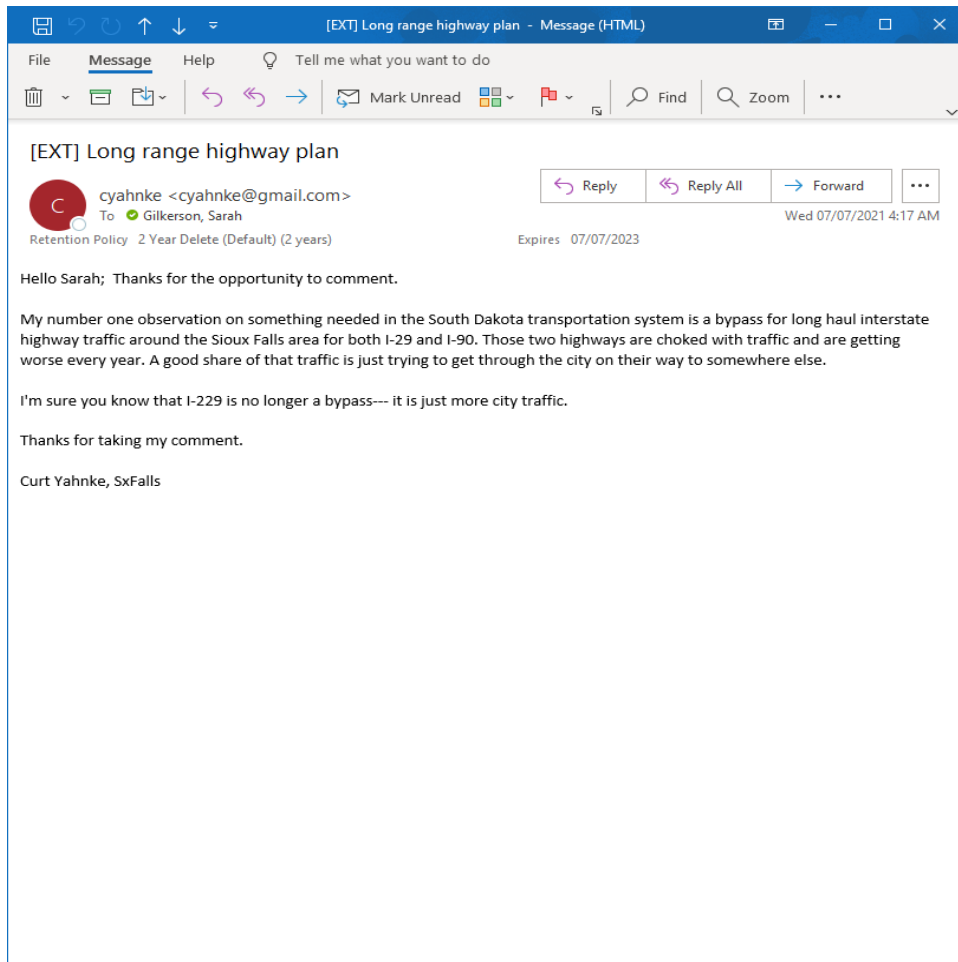 [EXT] Long range highway plan - Message (HTML)
File Message Help Tell me what you want to do
Mark Unread Find Zoom
[EXT] Long range highway plan
C
cyahnke <cyahnke@gmail.com>
Reply Reply All Forward
To Gilkerson, Sarah
Wed 07/07/2021 4:17 AM
Retention Policy 2 Year Delete (Default) (2 years) Expires 07/07/2023
Hello Sarah; Thanks for the opportunity to comment.
My number one observation on something needed in the South Dakota transportation system is a bypass for long haul interstate
highway traffic around the Sioux Falls area for both I-29 and I-90. Those two highways are choked with traffic and are getting
worse every year. A good share of that traffic is just trying to get through the city on their way to somewhere else.
I'm sure you know that I-229 is no longer a bypass--- it is just more city traffic.
Thanks for taking my comment.
Curt Yahnke, SxFalls